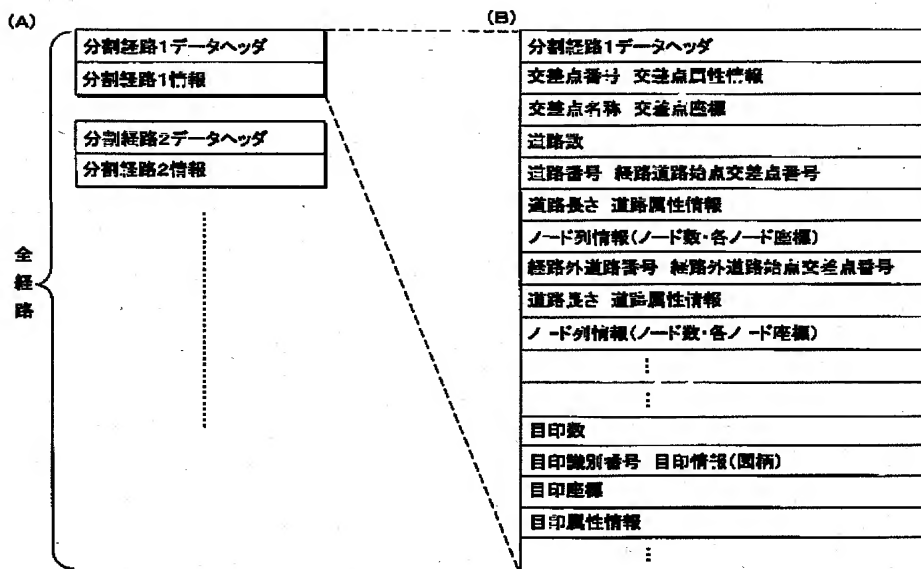 (A)
分割経路1データヘッダ
分割経路1情報
分割経路2データヘッダ
分割経路2情報
全経路
(B)
分割経路1データヘッダ
交差点番号 交差点属性情報
交差点名称 交差点座標
道路数
道路番号 経路道路始点交差点番号
道路長さ 道路属性情報
ノード列情報(ノード数・各ノード座標)
経路外道路番号 経路外道路始点交差点番号
道路長さ 道路属性情報
ノード列情報(ノード数・各ノード座標)
目印数
目印識別番号 目印情報(図柄)
目印座標
目印属性情報